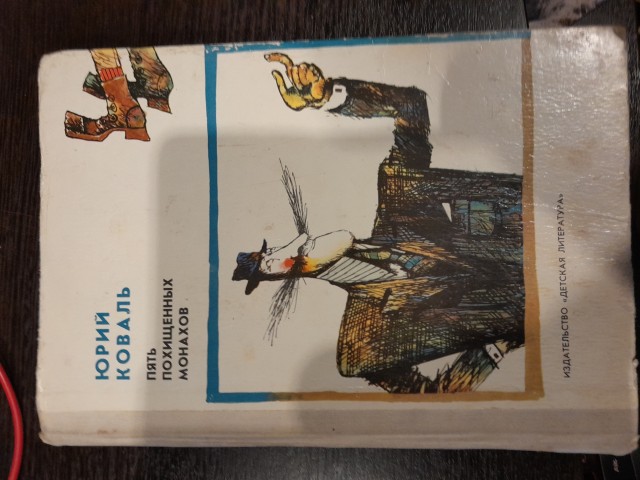 ЮРИЙ
КОВАЛЬ
ПЯТЬ
ПОХИЩЕННЫХ
МОНАХОВ
ИЗДАТЕЛЬСТВО «ДЕТСКАЯ ЛИТЕРАТУРА»